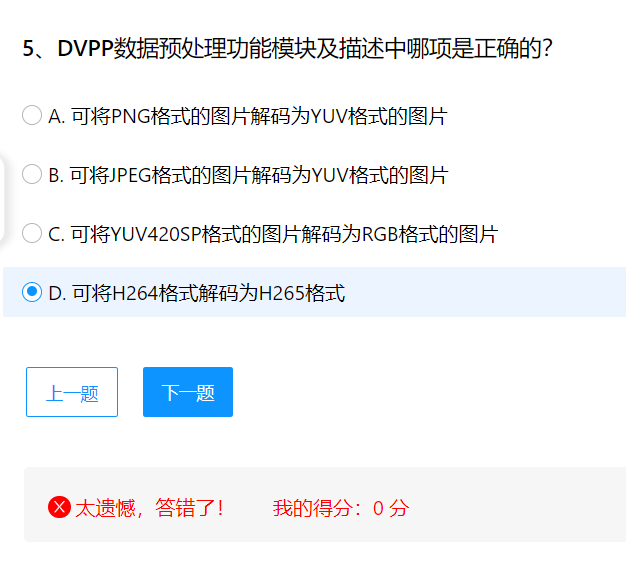 5、DVPP数据预处理功能模块及描述中哪项是正确的？
A. 可将PNG格式的图片解码为YUV格式的图片
B. 可将JPEG格式的图片解码为YUV格式的图片
C. 可将YUV420SP格式的图片解码为RGB格式的图片
D. 可将H264格式解码为H265格式
上一题 下一题
太遗憾，答错了！ 我的得分：0 分